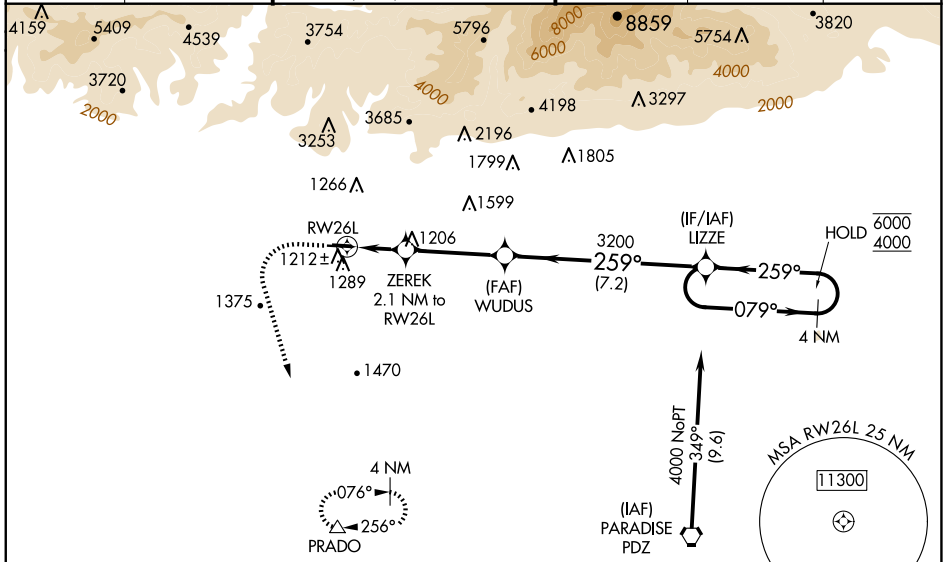 4159
5409
4539
3754
5796
8000
8859
6000
5754
3820
3720
2000
4000
4198
3297
4000
2000
3685
3253
2196
1799
1805
1266
1599
RW26L
1206
1212±
1289
ZEREK
2.1 NM to
RW26L
(FAF)
WUDUS
3200
259°
(7.2)
(IF/IAF)
LIZZE
HOLD
6000
4000
259°
079°
4 NM
1375
1470
4000 NoPT
349°
(9.6)
(IAF)
PARADISE
PDZ
4 NM
076°
256°
PRADO
MSA RW26L 25 NM
11300